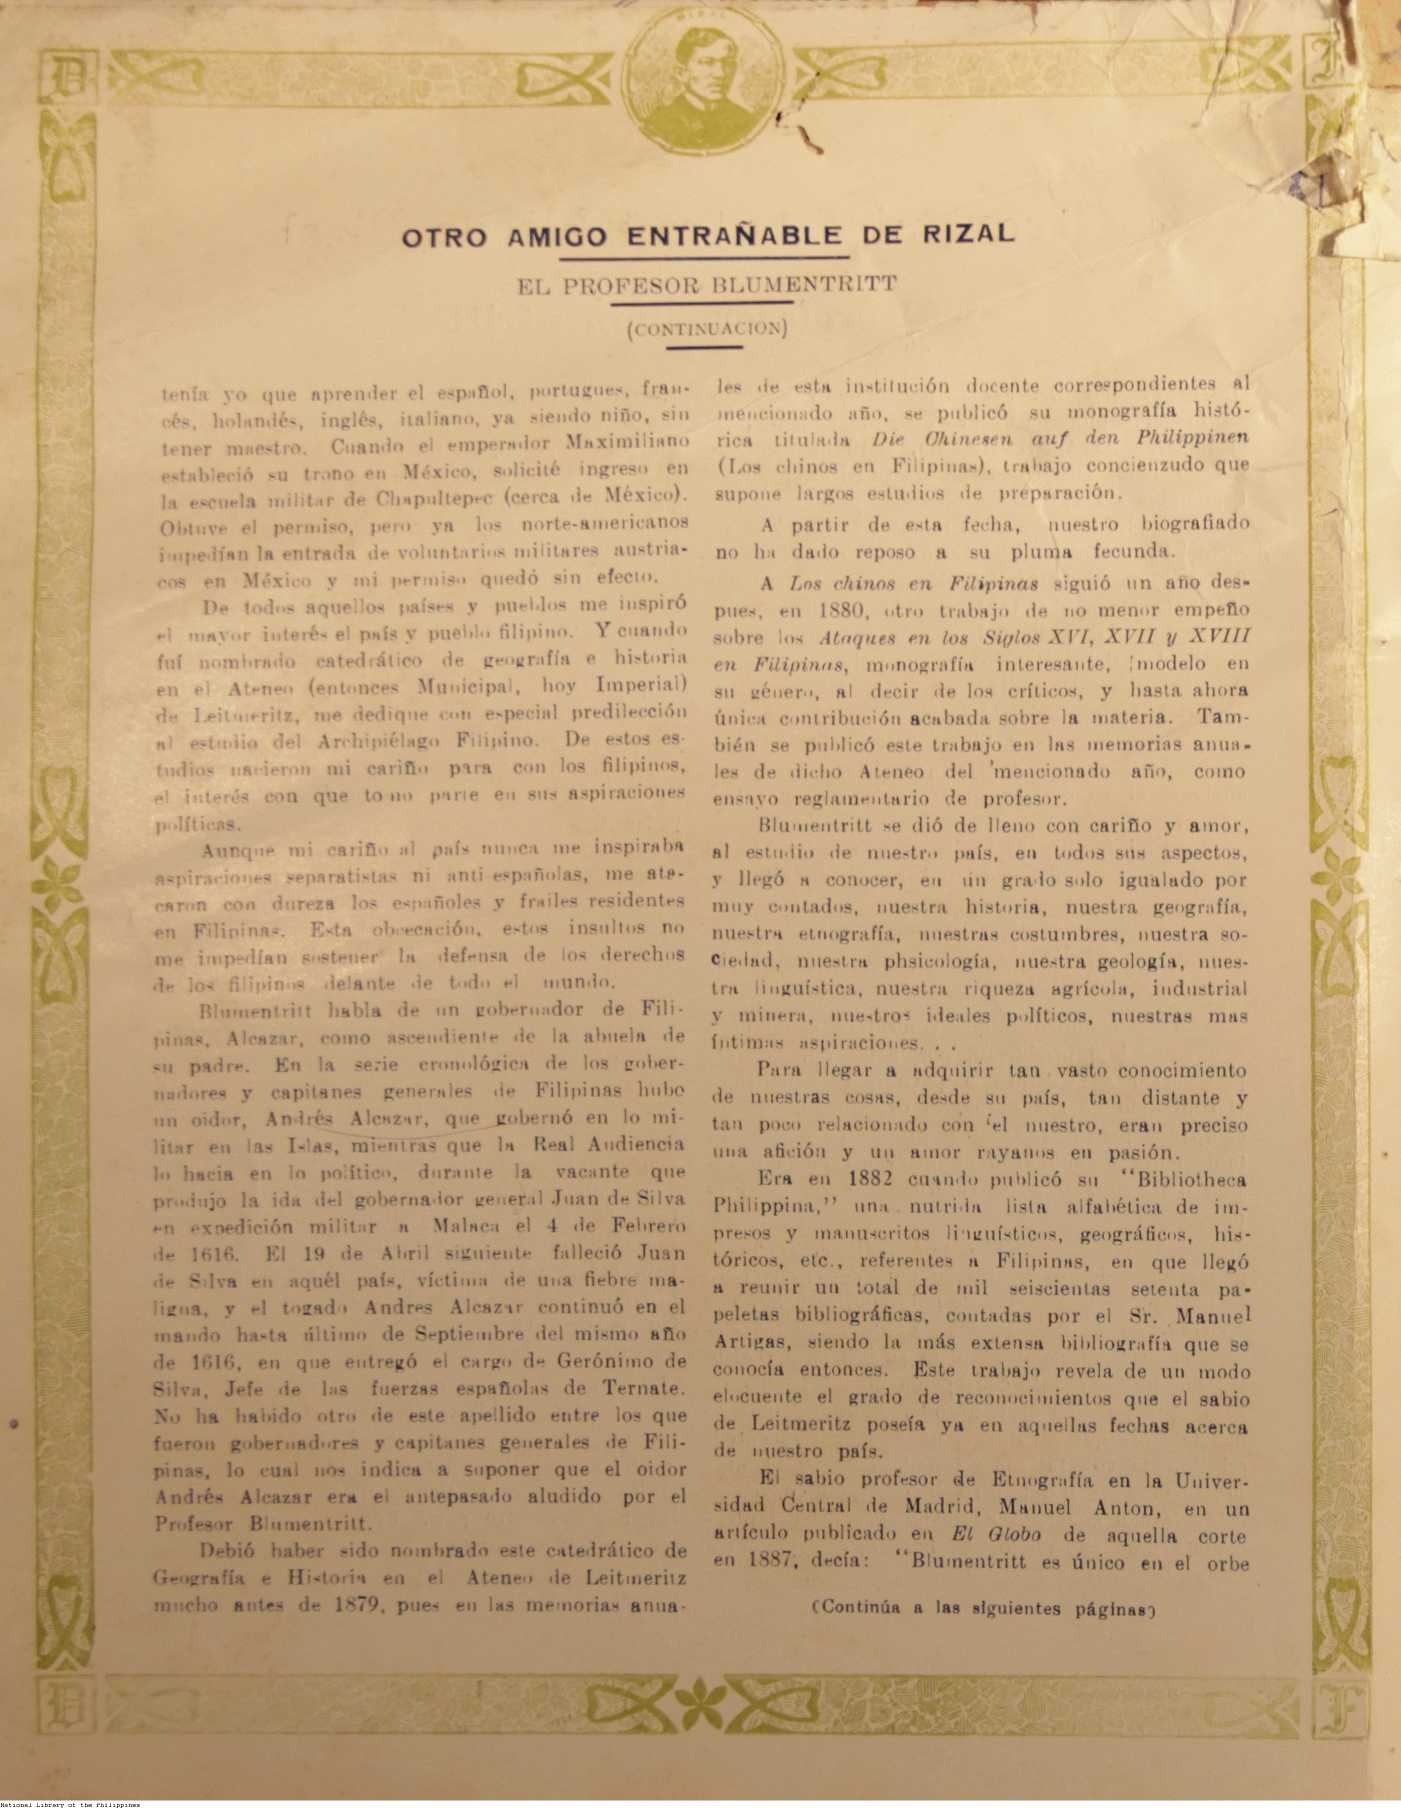 RIZAL
D
OTRO AMIGO ENTRAÑABLE DE RIZAL
EL PROFESOR BLUMENTRITT
(CONTINUACION)
tenía yo que aprender el español, portugues, fran-
cés, holandés, inglés, italiano, ya siendo niño, sin
tener maestro. Cuando el emperador Maximiliano
estableció su trono en México, solicité ingreso en
la escuela militar de Chapultepec (cerca de México).
Obtuve el permiso, pero ya los norte-americanos
impedían la entrada de voluntarios militares austria-
cos en México y mi permiso quedó sin efecto.
De todos aquellos países y pueblos me inspiró
el mayor interés el país y pueblo filipino. Y cuando
fuí nombrado catedrático de geografía e historia
en el Ateneo (entonces Municipal, hoy Imperial)
de Leitmeritz, me dedique con especial predilección
al estudio del Archipiélago Filipino. De estos es-
tudios nacieron mi cariño para con los filipinos,
el interés con que tomo parte en sus aspiraciones
políticas.
Aunque mi cariño al país nunca me inspiraba
aspiraciones separatistas ni anti españolas, me ata-
caron con dureza los españoles y frailes residentes
en Filipinas. Esta obcecación, estos insultos no
me impedían sostener la defensa de los derechos
de los filipinos delante de todo el mundo.
Blumentritt habla de un gobernador de Fili-
pinas, Alcazar, como ascendiente de la abuela de
su padre. En la serie cronológica de los gober-
nadores y capitanes generales de Filipinas hubo
un oidor, Andrés Alcazar, que gobernó en lo mi-
litar en las Islas, mientras que la Real Audiencia
lo hacia en lo político, durante la vacante que
produjo la ida del gobernador general Juan de Silva
en expedición militar a Malaca el 4 de Febrero
de 1616. El 19 de Abril siguiente falleció Juan
de Silva en aquél país, víctima de una fiebre ma-
ligna, y el togado Andres Alcazar continuó en el
mando hasta último de Septiembre del mismo año
de 1616, en que entregó el cargo de Gerónimo de
Silva, Jefe de las fuerzas españolas de Ternate.
No ha habido otro de este apellido entre los que
fueron gobernadores y capitanes generales de Fili-
pinas, lo cual nos indica a suponer que el oidor
Andrés Alcazar era el antepasado aludido por el
Profesor Blumentritt.
Debió haber sido nombrado este catedrático de
Geografía e Historia en el Ateneo de Leitmeritz
mucho antes de 1879, pues en las memorias anua-
les de esta institución docente correspondientes al
mencionado año, se publicó su monografía histó-
rica titulada Die Chinesen auf den Philippinen
(Los chinos en Filipinas), trabajo concienzudo que
supone largos estudios de preparación.
A partir de esta fecha, nuestro biografiado
no ha dado reposo a su pluma fecunda.
A Los chinos en Filipinas siguió un año des-
pues, en 1880, otro trabajo de no menor empeño
sobre los Ataques en los Siglos XVI, XVII y XVIII
en Filipinas, monografía interesante, modelo en
su género, al decir de los críticos, y hasta ahora
única contribución acabada sobre la materia. Tam-
bién se publicó este trabajo en las memorias anua-
les de dicho Ateneo del mencionado año, como
ensayo reglamentario de profesor.
Blumentritt se dió de lleno con cariño y amor,
al estudio de nuestro país, en todos sus aspectos,
y llegó a conocer, en un grado solo igualado por
muy contados, nuestra historia, nuestra geografía,
nuestra etnografía, nuestras costumbres, nuestra so-
ciedad, nuestra phsicología, nuestra geología, nues-
tra linguística, nuestra riqueza agrícola, industrial
y minera, nuestros ideales políticos, nuestras mas
íntimas aspiraciones. . .
Para llegar a adquirir tan vasto conocimiento
de nuestras cosas, desde su país, tan distante y
tan poco relacionado con el nuestro, eran preciso
una afición y un amor rayanos en pasión.
Era en 1882 cuando publicó su "Bibliotheca
Philippina," una nutrida lista alfabética de im-
presos y manuscritos linguísticos, geográficos, his-
tóricos, etc., referentes a Filipinas, en que llegó
a reunir un total de mil seiscientas setenta pa-
peletas bibliográficas, contadas por el Sr. Manuel
Artigas, siendo la más extensa bibliografía que se
conocía entonces. Este trabajo revela de un modo
elocuente el grado de reconocimientos que el sabio
de Leitmeritz poseía ya en aquellas fechas acerca
de nuestro país.
El sabio profesor de Etnografía en la Univer-
sidad Central de Madrid, Manuel Anton, en un
artículo publicado en El Globo de aquella corte
en 1887, decía: "Blumentritt es único en el orbe
(Continúa a las siguientes páginas)
D
F
National Library of the Philippines